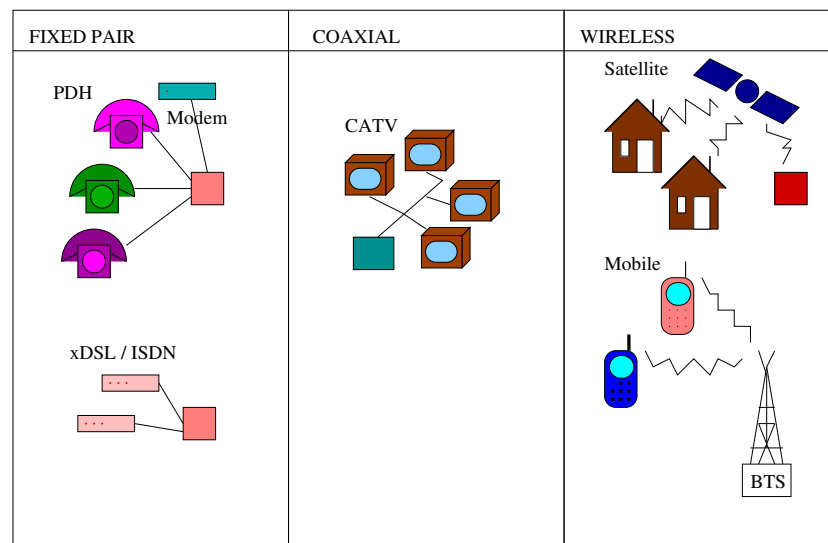 FIXED PAIR
COAXIAL
WIRELESS
PDH
Modem
xDSL / ISDN
CATV
Satellite
Mobile
BTS